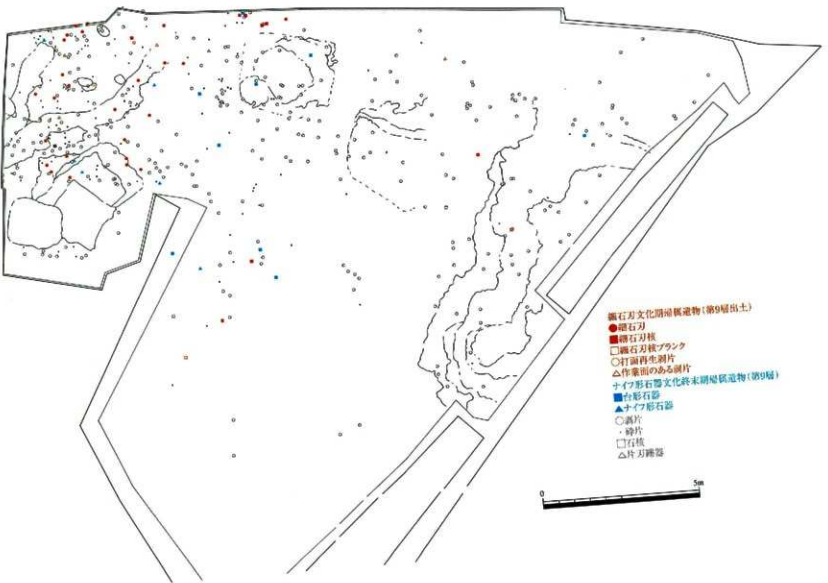 細石刃文化期帰属遺物(第9層出土)
●細石刃
■細石刃核
□細石刃核ブランク
○打面再生剥片
△作業面のある剥片
ナイフ形石器文化終末期帰属遺物(第9層)
■台形石器
▲ナイフ形石器
○剥片
・砕片
□石核
△片刃礫器
0 5m